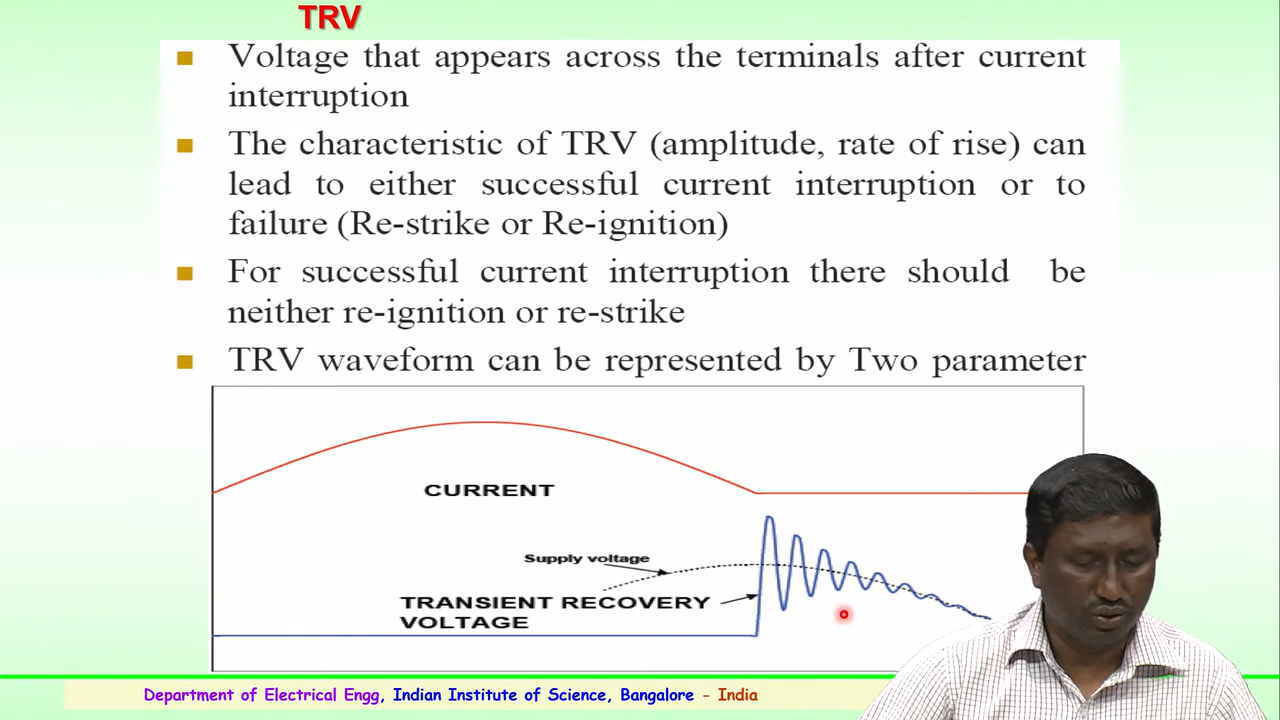 TRV
Voltage that appears across the terminals after current
interruption
The characteristic of TRV (amplitude, rate of rise) can
lead to either successful current interruption or to
failure (Re-strike or Re-ignition)
For successful current interruption there should be
neither re-ignition or re-strike
TRV waveform can be represented by Two parameter
CURRENT
Supply voltage
TRANSIENT RECOVERY
VOLTAGE
Department of Electrical Engg, Indian Institute of Science, Bangalore - India